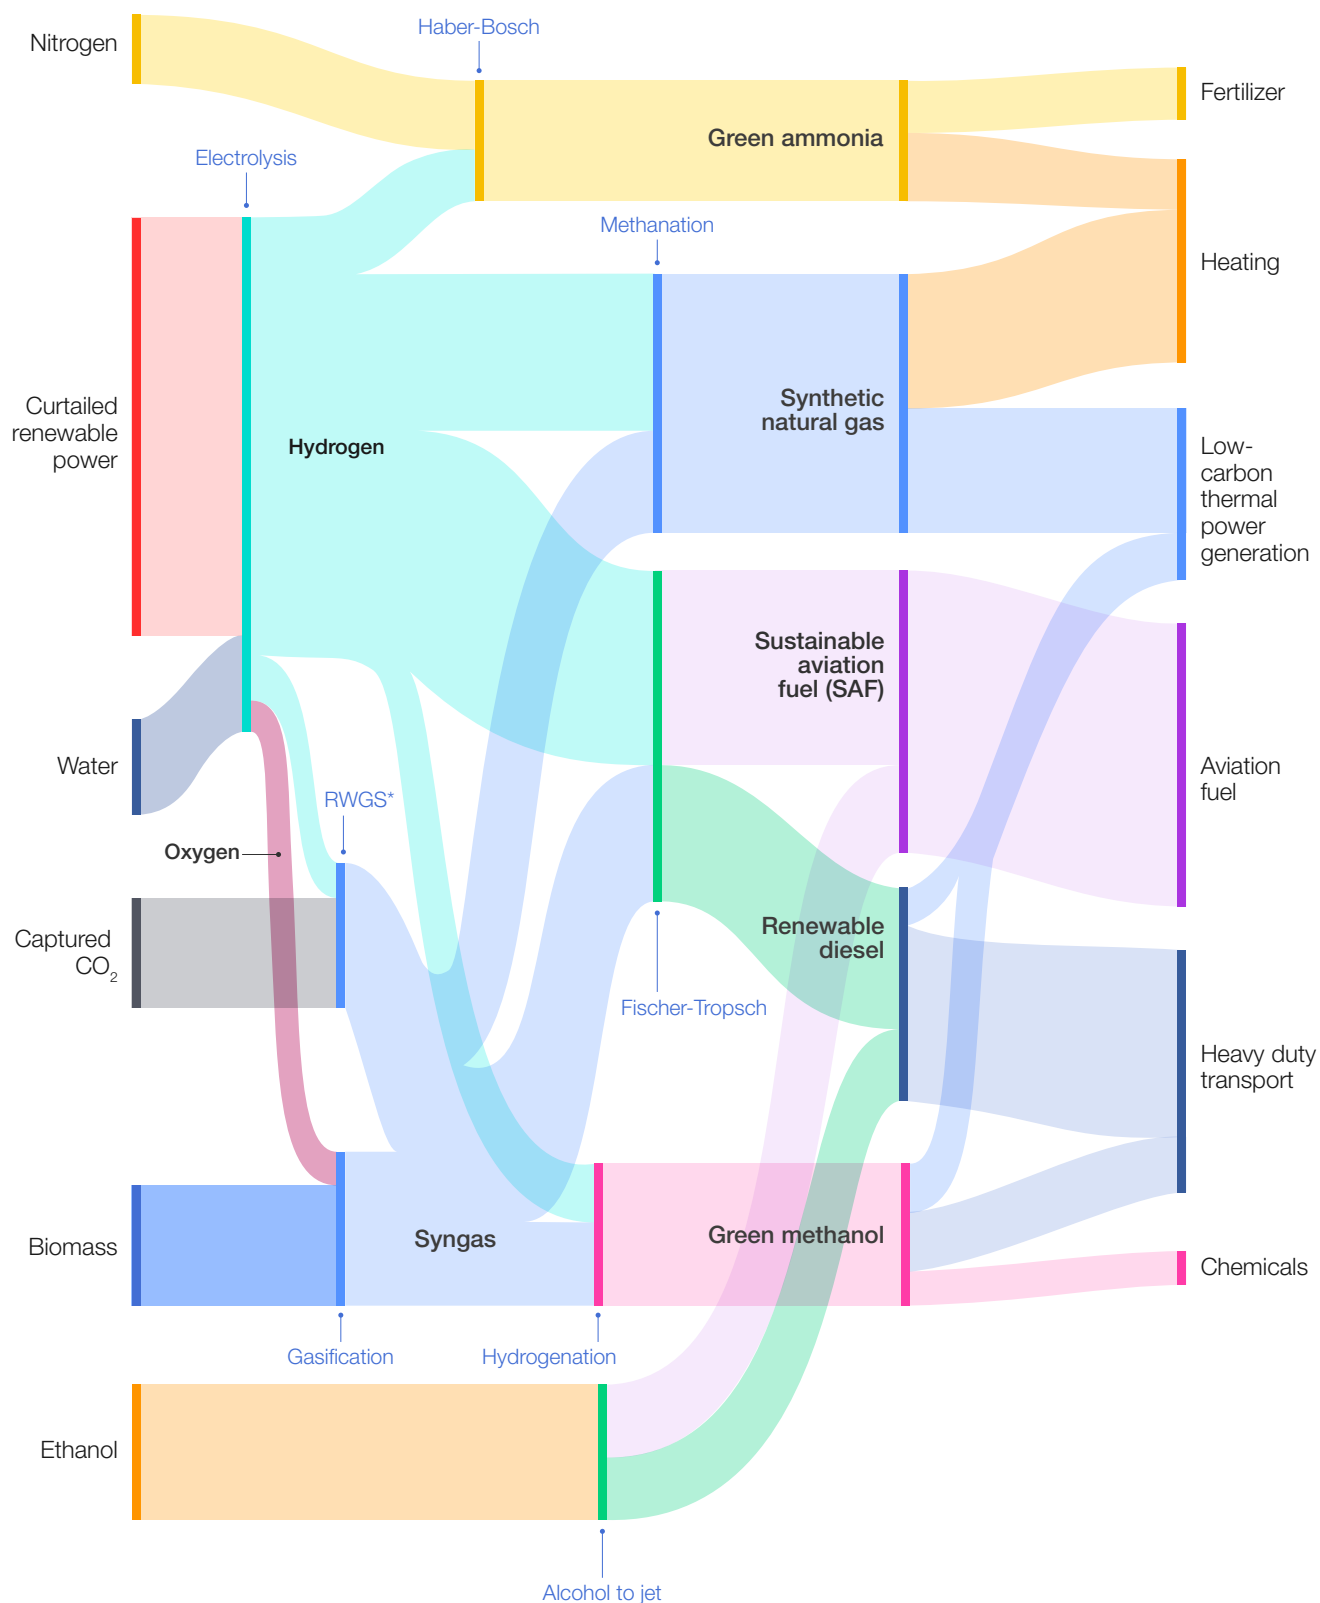 Nitrogen
Haber-Bosch
Fertilizer
Green ammonia
Electrolysis
Methanation
Heating
Curtailed
renewable
power
Hydrogen
Synthetic
natural gas
Low-
carbon
thermal
power
generation
Sustainable
aviation
fuel (SAF)
Water
Aviation
fuel
RWGS*
Oxygen
Captured
CO2
Renewable
diesel
Fischer-Tropsch
Heavy duty
transport
Biomass
Syngas
Green methanol
Chemicals
Gasification
Hydrogenation
Ethanol
Alcohol to jet